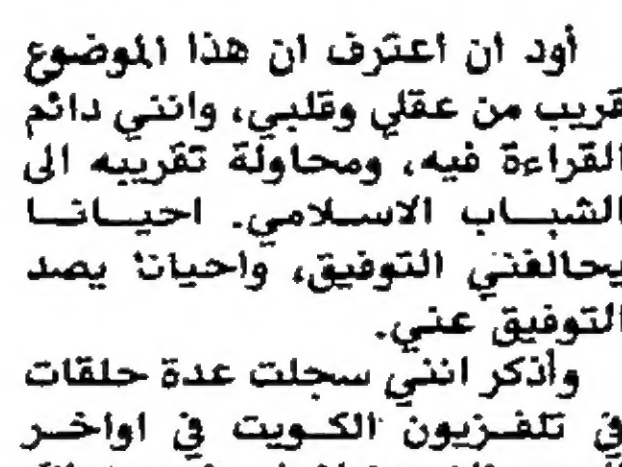 أود ان اعترف ان هذا الموضوع
قريب من عقلي وقلبي، وانني دائم
القراءة فيه، ومحاولة تقريبه الى
الشباب الاسلامي. احيانا
يحالفني التوفيق، واحيانا يصد
التوفيق عني.
وأذكر انني سجلت عدة حلقات
في تلفزيون الكويت في اواخر